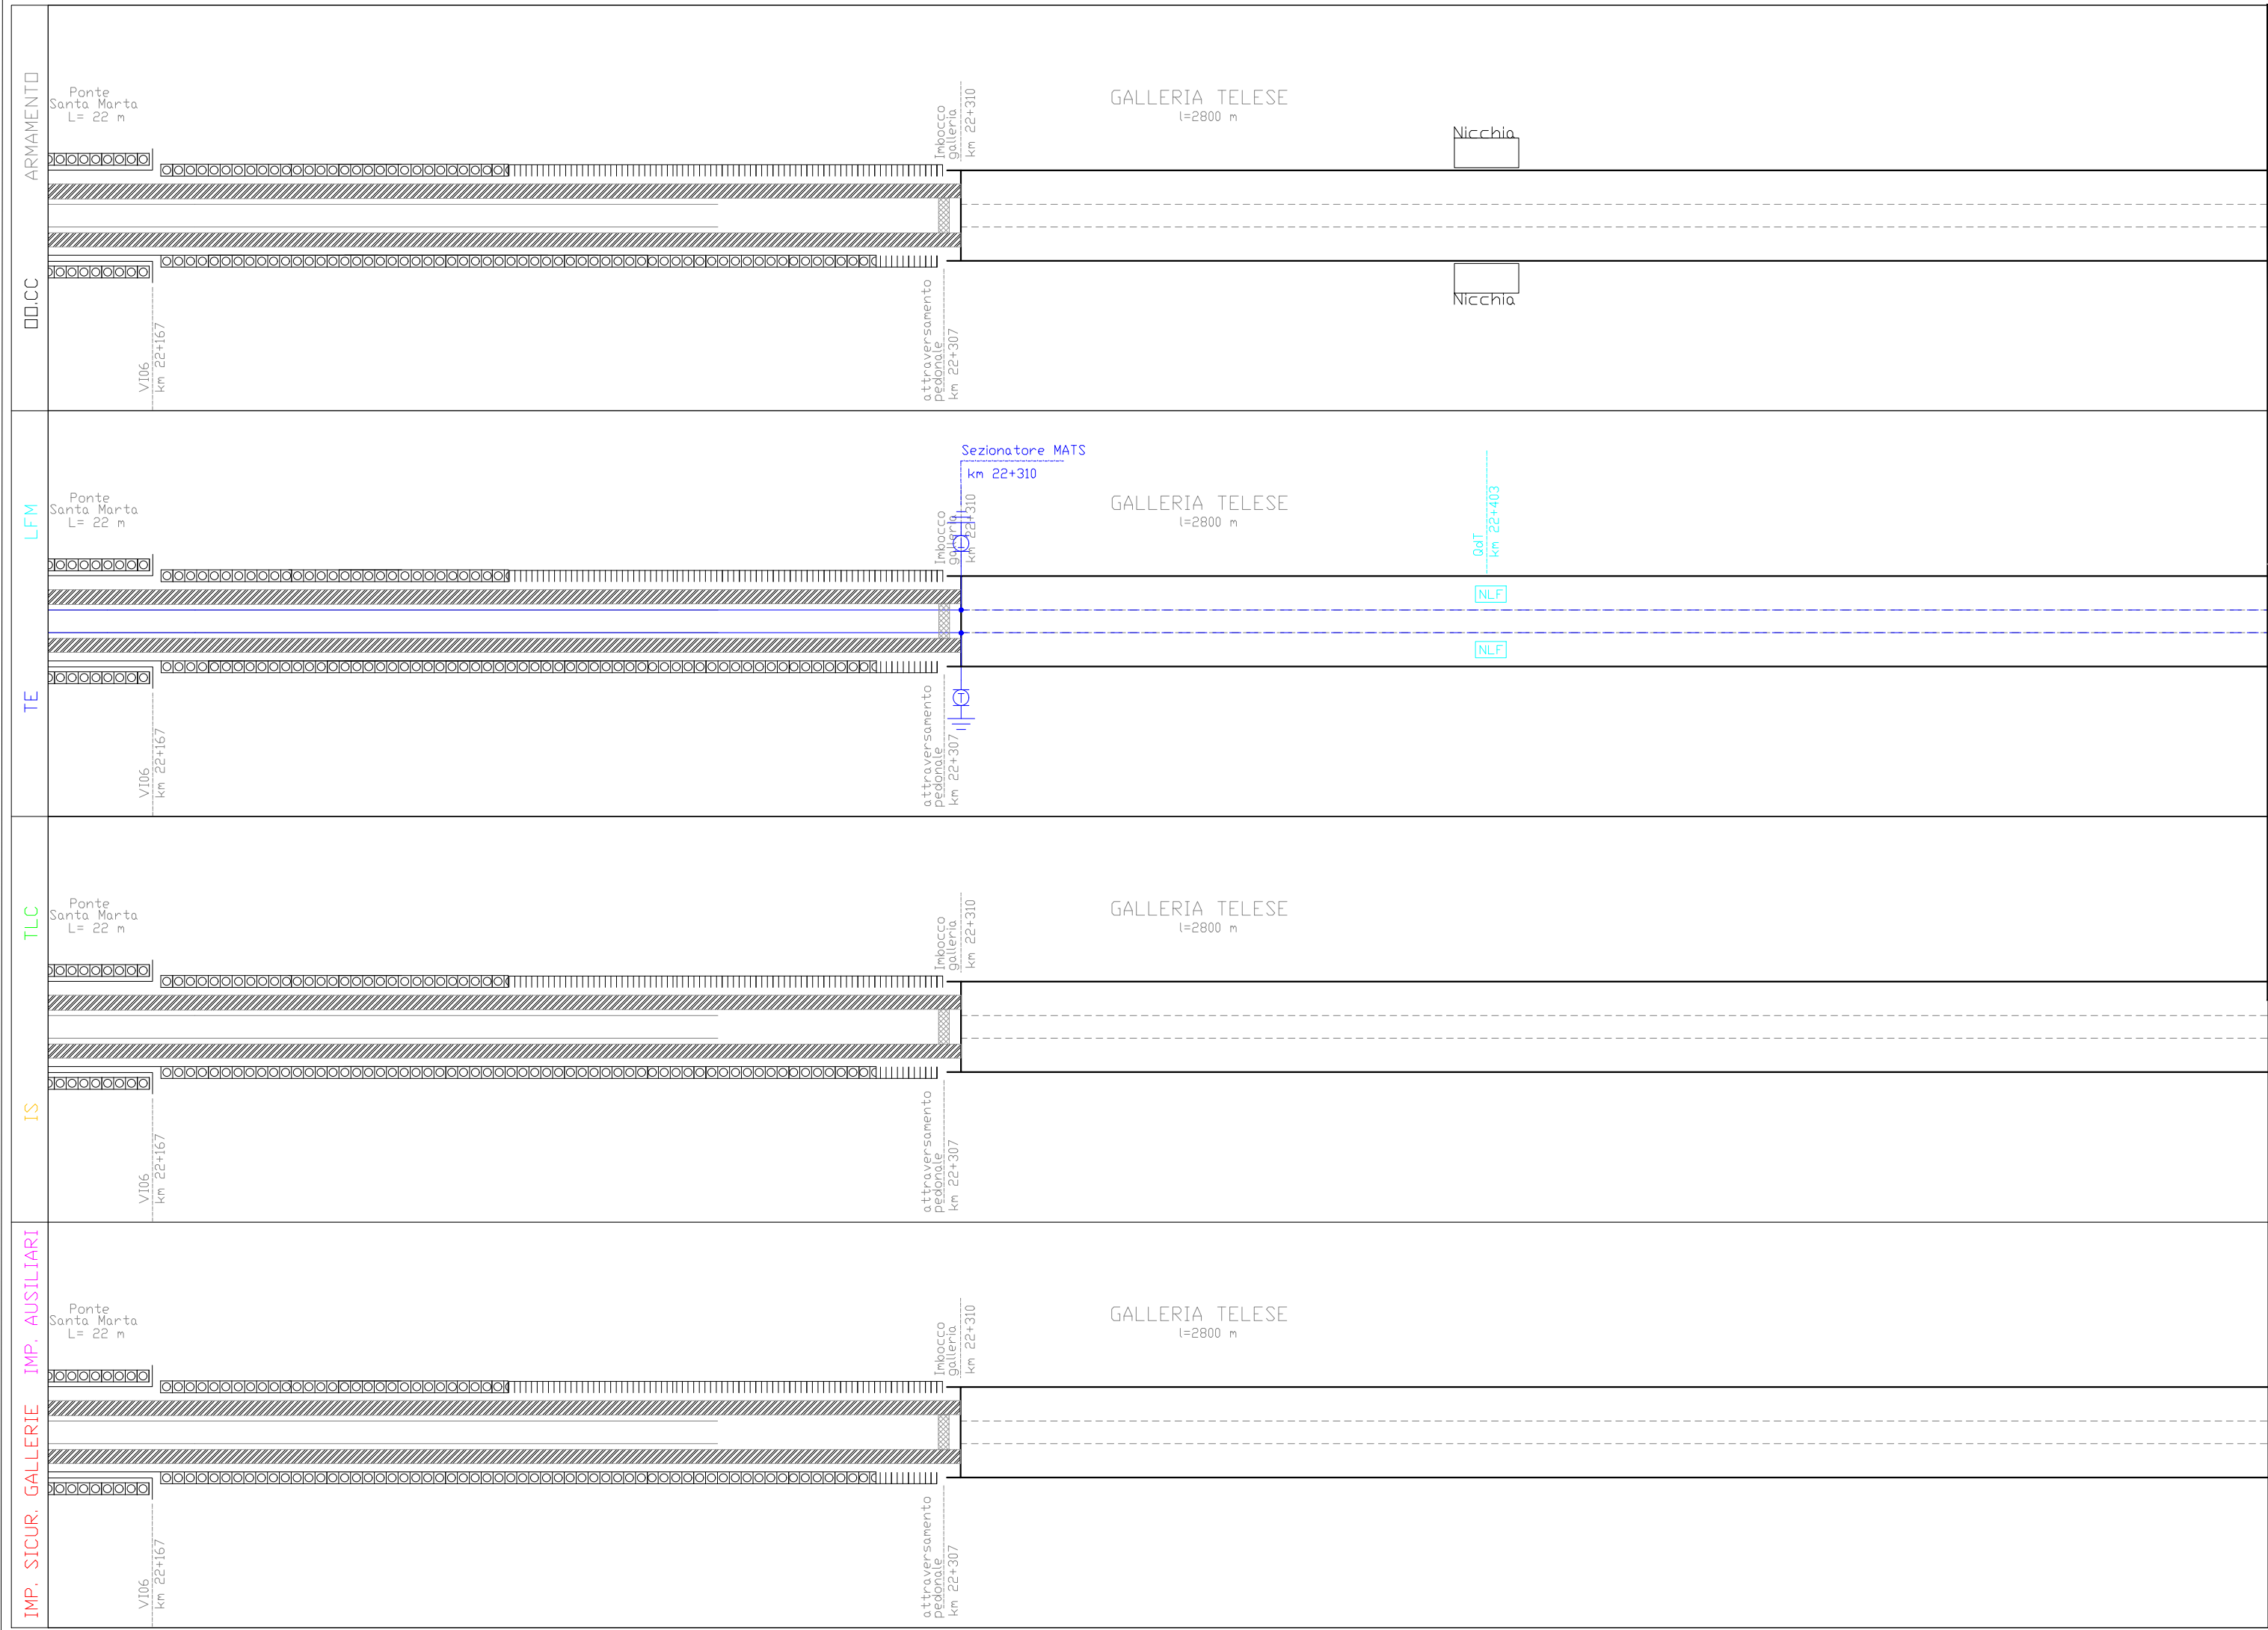 ARMAMENTO
OO.CC
Ponte
Santa Marta
L= 22 m
VI06
km 22+167
Imbocco
galleria
km 22+310
attraversamento
pedonale
km 22+307
GALLERIA TELESE
l=2800 m
Nicchia
Nicchia
LFM
TE
Ponte
Santa Marta
L= 22 m
VI06
km 22+167
Sezionatore MATS
km 22+310
Imbocco
galleria
km 22+310
T
T
attraversamento
pedonale
km 22+307
GALLERIA TELESE
l=2800 m
QdT
km 22+403
NLF
NLF
TLC
IS
Ponte
Santa Marta
L= 22 m
VI06
km 22+167
Imbocco
galleria
km 22+310
attraversamento
pedonale
km 22+307
GALLERIA TELESE
l=2800 m
IMP. AUSILIARI
IMP. SICUR. GALLERIE
Ponte
Santa Marta
L= 22 m
VI06
km 22+167
Imbocco
galleria
km 22+310
attraversamento
pedonale
km 22+307
GALLERIA TELESE
l=2800 m